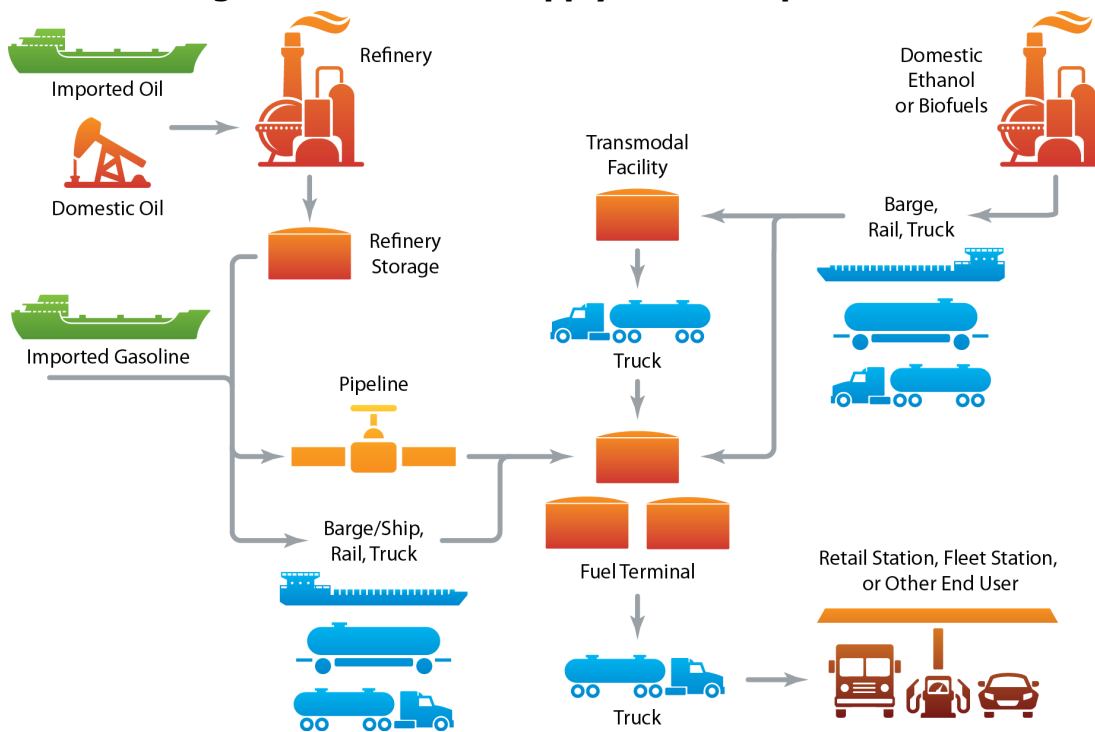 Refinery
Imported Oil
Domestic Oil
Domestic
Ethanol
or Biofuels
Transmodal
Facility
Barge,
Rail, Truck
Refinery
Storage
Imported Gasoline
Truck
Pipeline
Barge/Ship,
Rail, Truck
Fuel Terminal
Retail Station, Fleet Station,
or Other End User
Truck